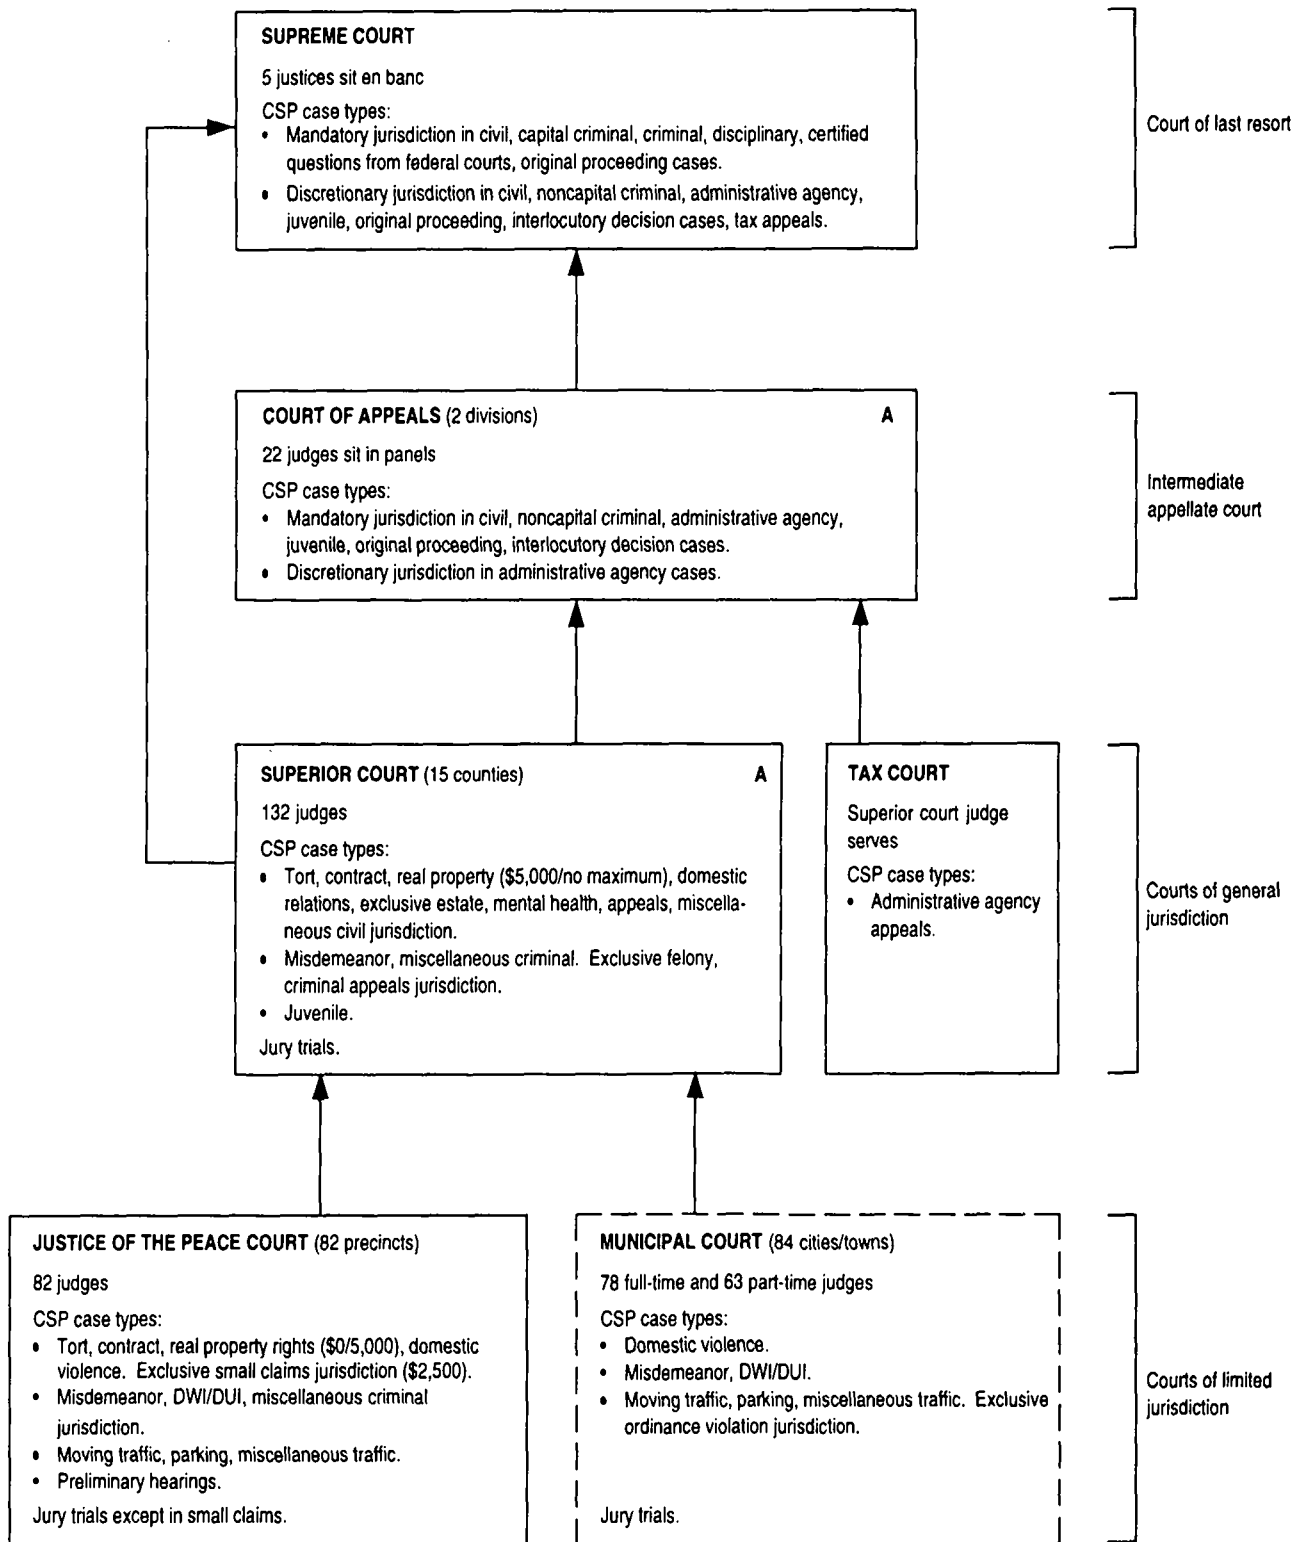 SUPREME COURT
5 justices sit en banc
CSP case types:
• Mandatory jurisdiction in civil, capital criminal, criminal, disciplinary, certified
questions from federal courts, original proceeding cases.
• Discretionary jurisdiction in civil, noncapital criminal, administrative agency,
juvenile, original proceeding, interlocutory decision cases, tax appeals.
Court of last resort
COURT OF APPEALS (2 divisions) A
22 judges sit in panels
CSP case types:
• Mandatory jurisdiction in civil, noncapital criminal, administrative agency,
juvenile, original proceeding, interlocutory decision cases.
• Discretionary jurisdiction in administrative agency cases.
Intermediate
appellate court
SUPERIOR COURT (15 counties) A
132 judges
CSP case types:
• Tort, contract, real property ($5,000/no maximum), domestic
relations, exclusive estate, mental health, appeals, miscella-
neous civil jurisdiction.
• Misdemeanor, miscellaneous criminal. Exclusive felony,
criminal appeals jurisdiction.
• Juvenile.
Jury trials.
TAX COURT
Superior court judge
serves
CSP case types:
• Administrative agency
appeals.
Courts of general
jurisdiction
JUSTICE OF THE PEACE COURT (82 precincts)
82 judges
CSP case types:
• Tort, contract, real property rights ($0/5,000), domestic
violence. Exclusive small claims jurisdiction ($2,500).
• Misdemeanor, DWI/DUI, miscellaneous criminal
jurisdiction.
• Moving traffic, parking, miscellaneous traffic.
• Preliminary hearings.
Jury trials except in small claims.
MUNICIPAL COURT (84 cities/towns)
78 full-time and 63 part-time judges
CSP case types:
• Domestic violence.
• Misdemeanor, DWI/DUI.
• Moving traffic, parking, miscellaneous traffic. Exclusive
ordinance violation jurisdiction.
Jury trials.
Courts of limited
jurisdiction